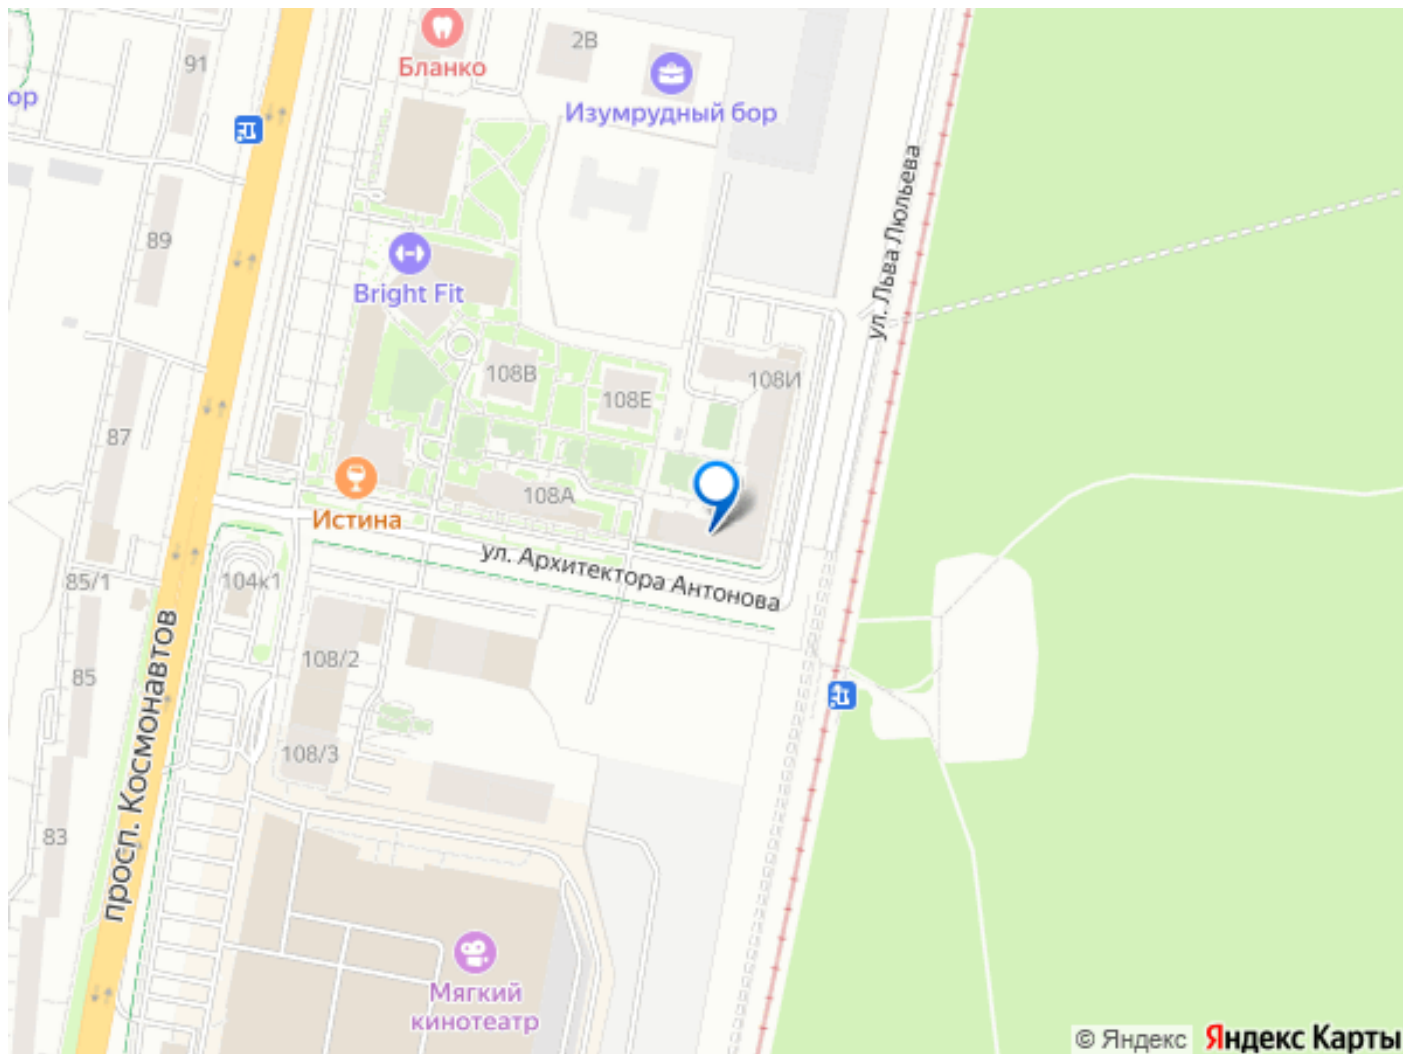 91
2В
Бланко
ор
Изумрудный бор
89
ул. Льва Люльева
Bright Fit
108В
108Е
108И
87
108А
Истина
ул. Архитектора Антонова
85/1
104к1
108/2
85
108/3
просп. Космонавтов
83
Мягкий
кинотеатр
© Яндекс Яндекс Карты